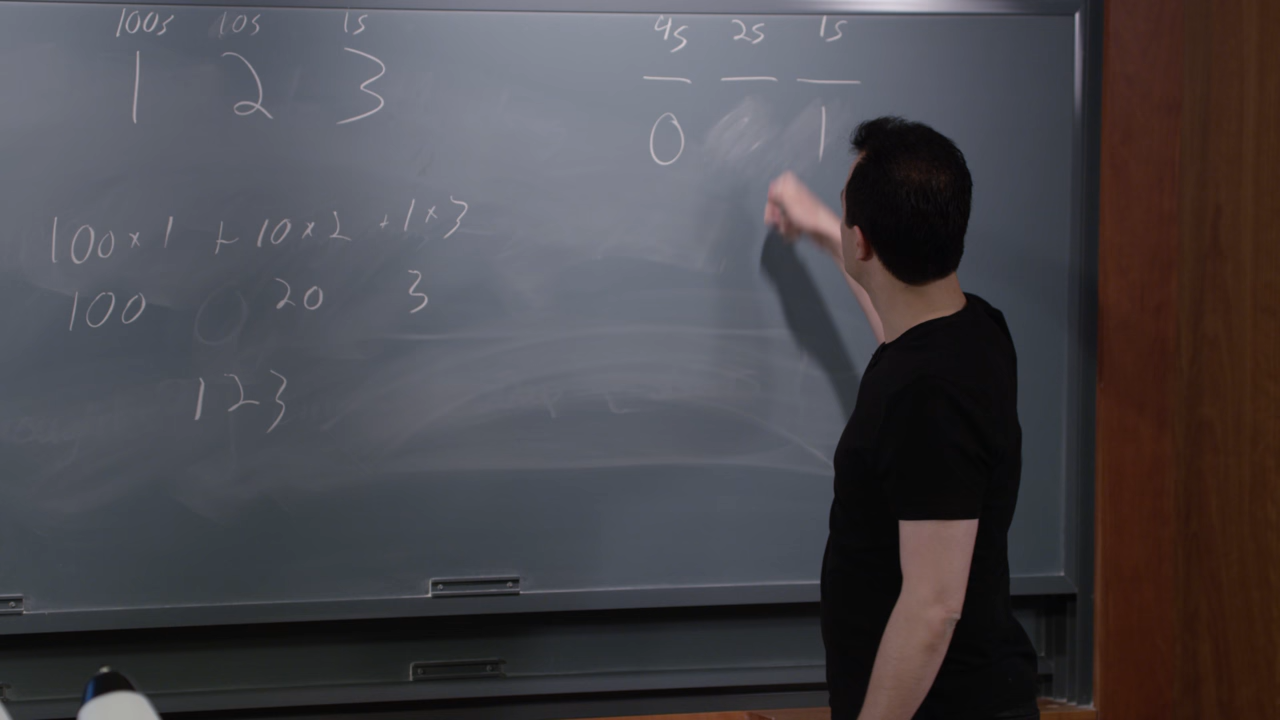 100s 10s 1s
1 2 3
100 × 1 + 10 × 2 + 1 × 3
100 20 3
123
4s 2s 1s
0 1